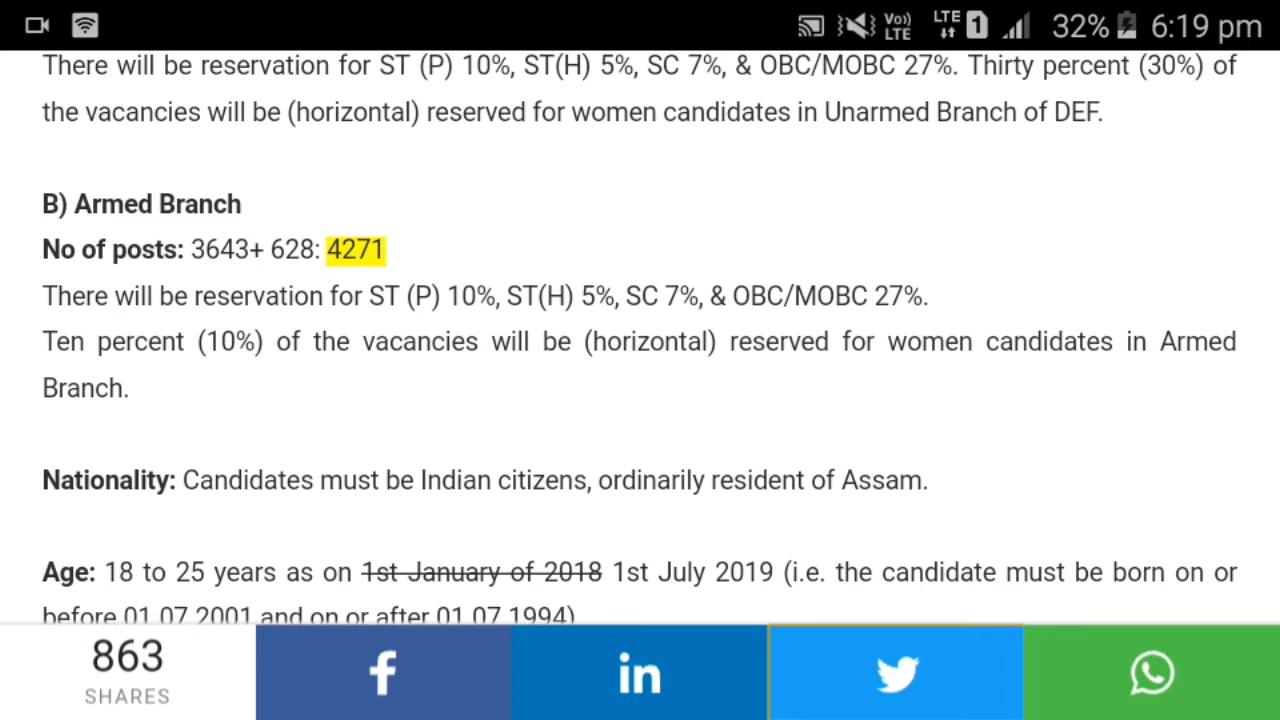 VoI) LTE LTE 1 32% 6:19 pm
There will be reservation for ST (P) 10%, ST(H) 5%, SC 7%, & OBC/MOBC 27%. Thirty percent (30%) of
the vacancies will be (horizontal) reserved for women candidates in Unarmed Branch of DEF.
B) Armed Branch
No of posts: 3643+ 628: 4271
There will be reservation for ST (P) 10%, ST(H) 5%, SC 7%, & OBC/MOBC 27%.
Ten percent (10%) of the vacancies will be (horizontal) reserved for women candidates in Armed
Branch.
Nationality: Candidates must be Indian citizens, ordinarily resident of Assam.
Age: 18 to 25 years as on 1st January of 2018 1st July 2019 (i.e. the candidate must be born on or
before 01.07.2001 and on or after 01.07.1994)
863
SHARES
f
in